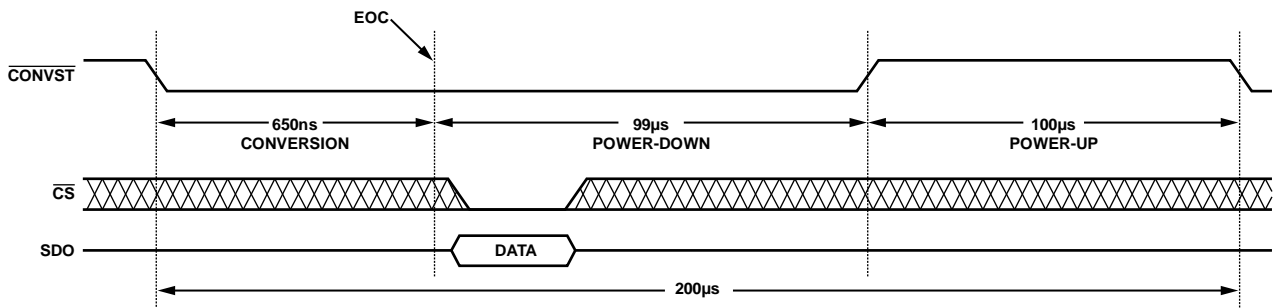 EOC
CONVST
650ns
CONVERSION
99µs
POWER-DOWN
100µs
POWER-UP
CS
SDO
DATA
200µs